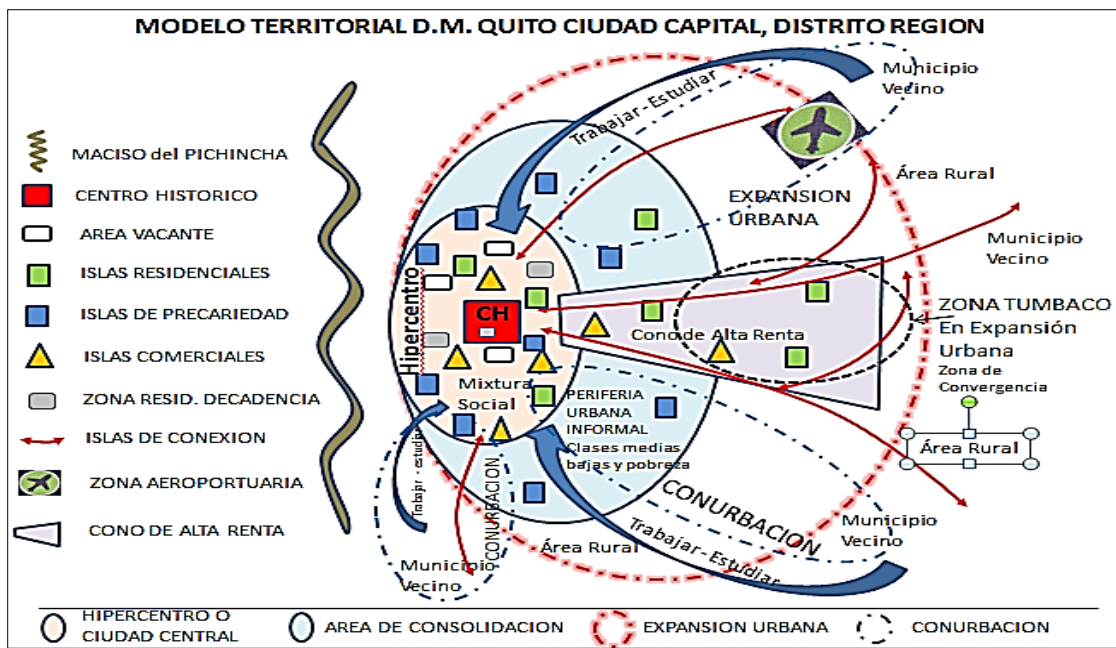 MODELO TERRITORIAL D.M. QUITO CIUDAD CAPITAL, DISTRITO REGION
MACISO del PICHINCHA
CENTRO HISTORICO
AREA VACANTE
ISLAS RESIDENCIALES
ISLAS DE PRECARIEDAD
ISLAS COMERCIALES
ZONA RESID. DECADENCIA
ISLAS DE CONEXION
ZONA AEROPORTUARIA
CONO DE ALTA RENTA
Trabajar-Estudiar
Municipio
Vecino
Área Rural
EXPANSION
URBANA
Municipio
Vecino
Hipercentro
CH
Cono de Alta Renta
ZONA TUMBACO
En Expansión
Urbana
Zona de
Convergencia
Mixtura
Social
PERIFERIA
URBANA
INFORMAL
Clases medias
bajas y pobreza
Área Rural
Trabajar-estudiar
CONURBACION
CONURBACION
Trabajar-Estudiar
Municipio
Vecino
Área Rural
Municipio
Vecino
HIPERCENTRO O
CIUDAD CENTRAL
AREA DE CONSOLIDACION
EXPANSION URBANA
CONURBACION